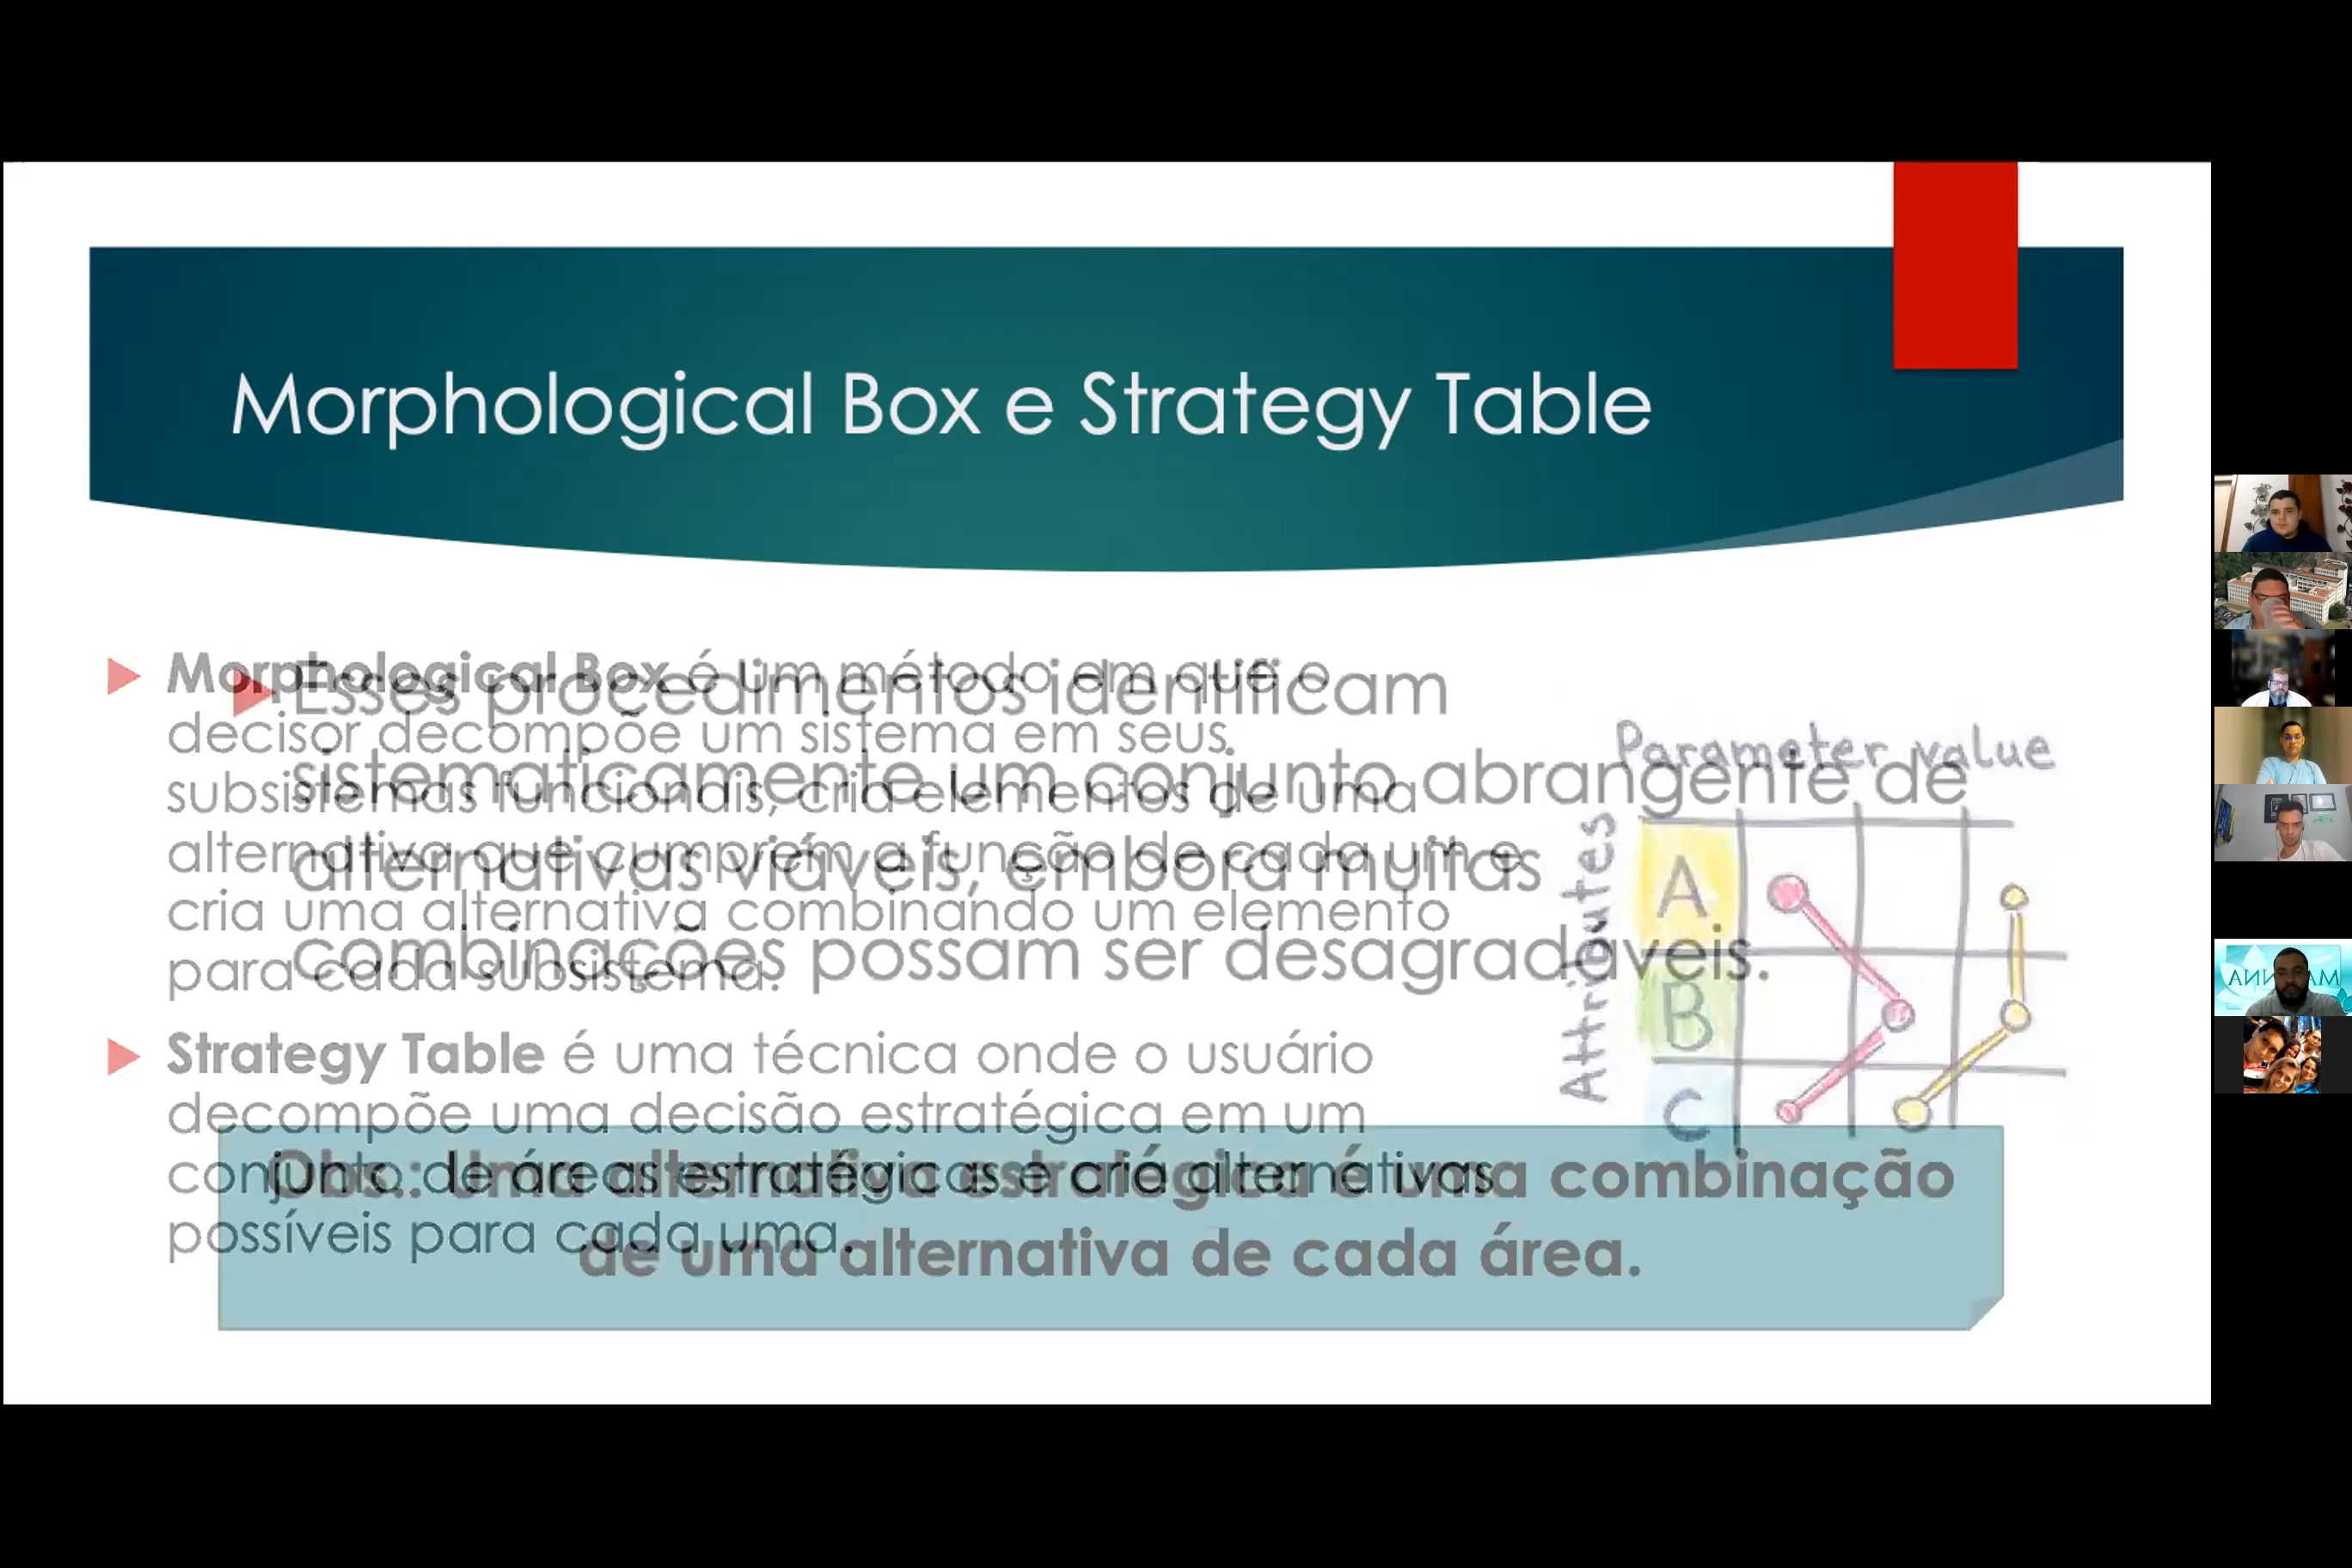 Morphological Box e Strategy Table
Morphological Box é um método em que o
decisor decompõe um sistema em seus
subsistemas funcionais, cria elementos de uma
alternativa que cumprem a função de cada um e
cria uma alternativa combinando um elemento
para cada subsistema.
Strategy Table é uma técnica onde o usuário
decompõe uma decisão estratégica em um
conjunto de áreas estratégicas e cria alternativas
possíveis para cada uma.
Esses procedimentos identificam
sistematicamente um conjunto abrangente de
alternativas viáveis, embora muitas
combinações possam ser desagradáveis.
Obs.: Uma alternativa estratégica é uma combinação
de uma alternativa de cada área.
Parameter value
Attributes
A
B
C